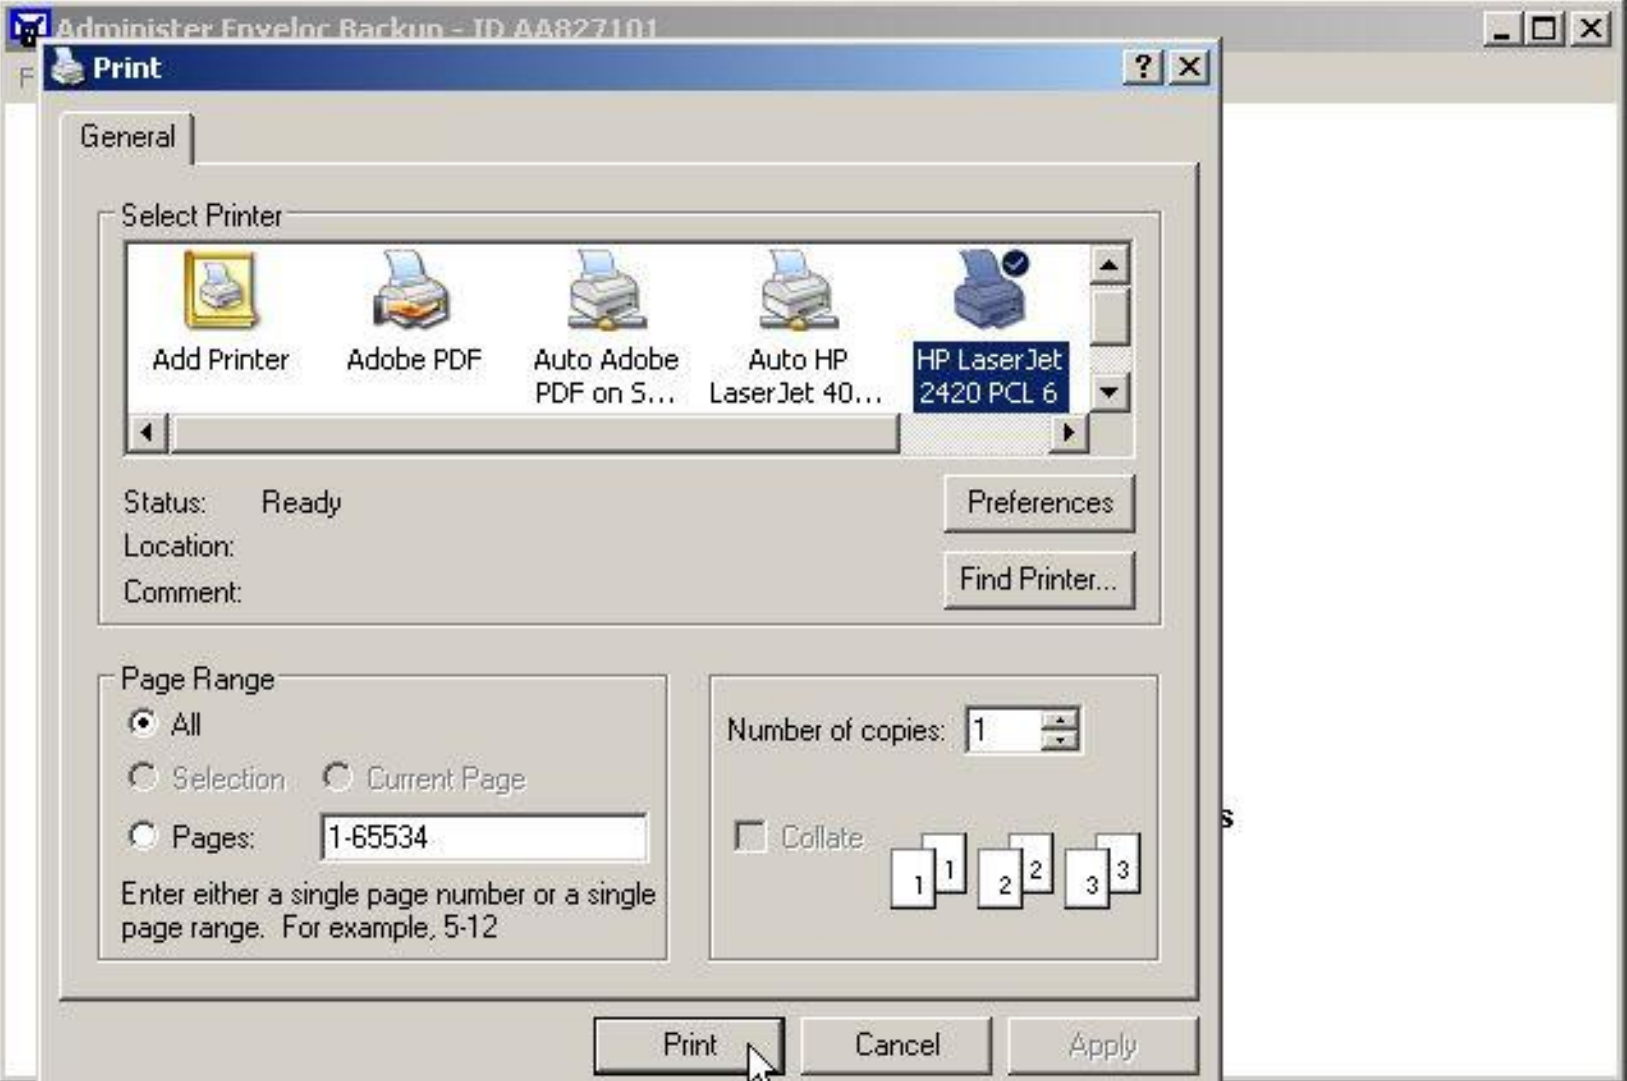 Administer Enveloc Backup - ID AA827101
F
Print
General
Select Printer
Add Printer
Adobe PDF
Auto Adobe
PDF on S...
Auto HP
LaserJet 40...
HP LaserJet
2420 PCL 6
Status: Ready
Preferences
Location:
Find Printer...
Comment:
Page Range
All
Selection Current Page
Pages: 1-65534
Enter either a single page number or a single
page range. For example, 5-12
Number of copies: 1
Collate
1 1 2 2 3 3
s
Print Cancel Apply